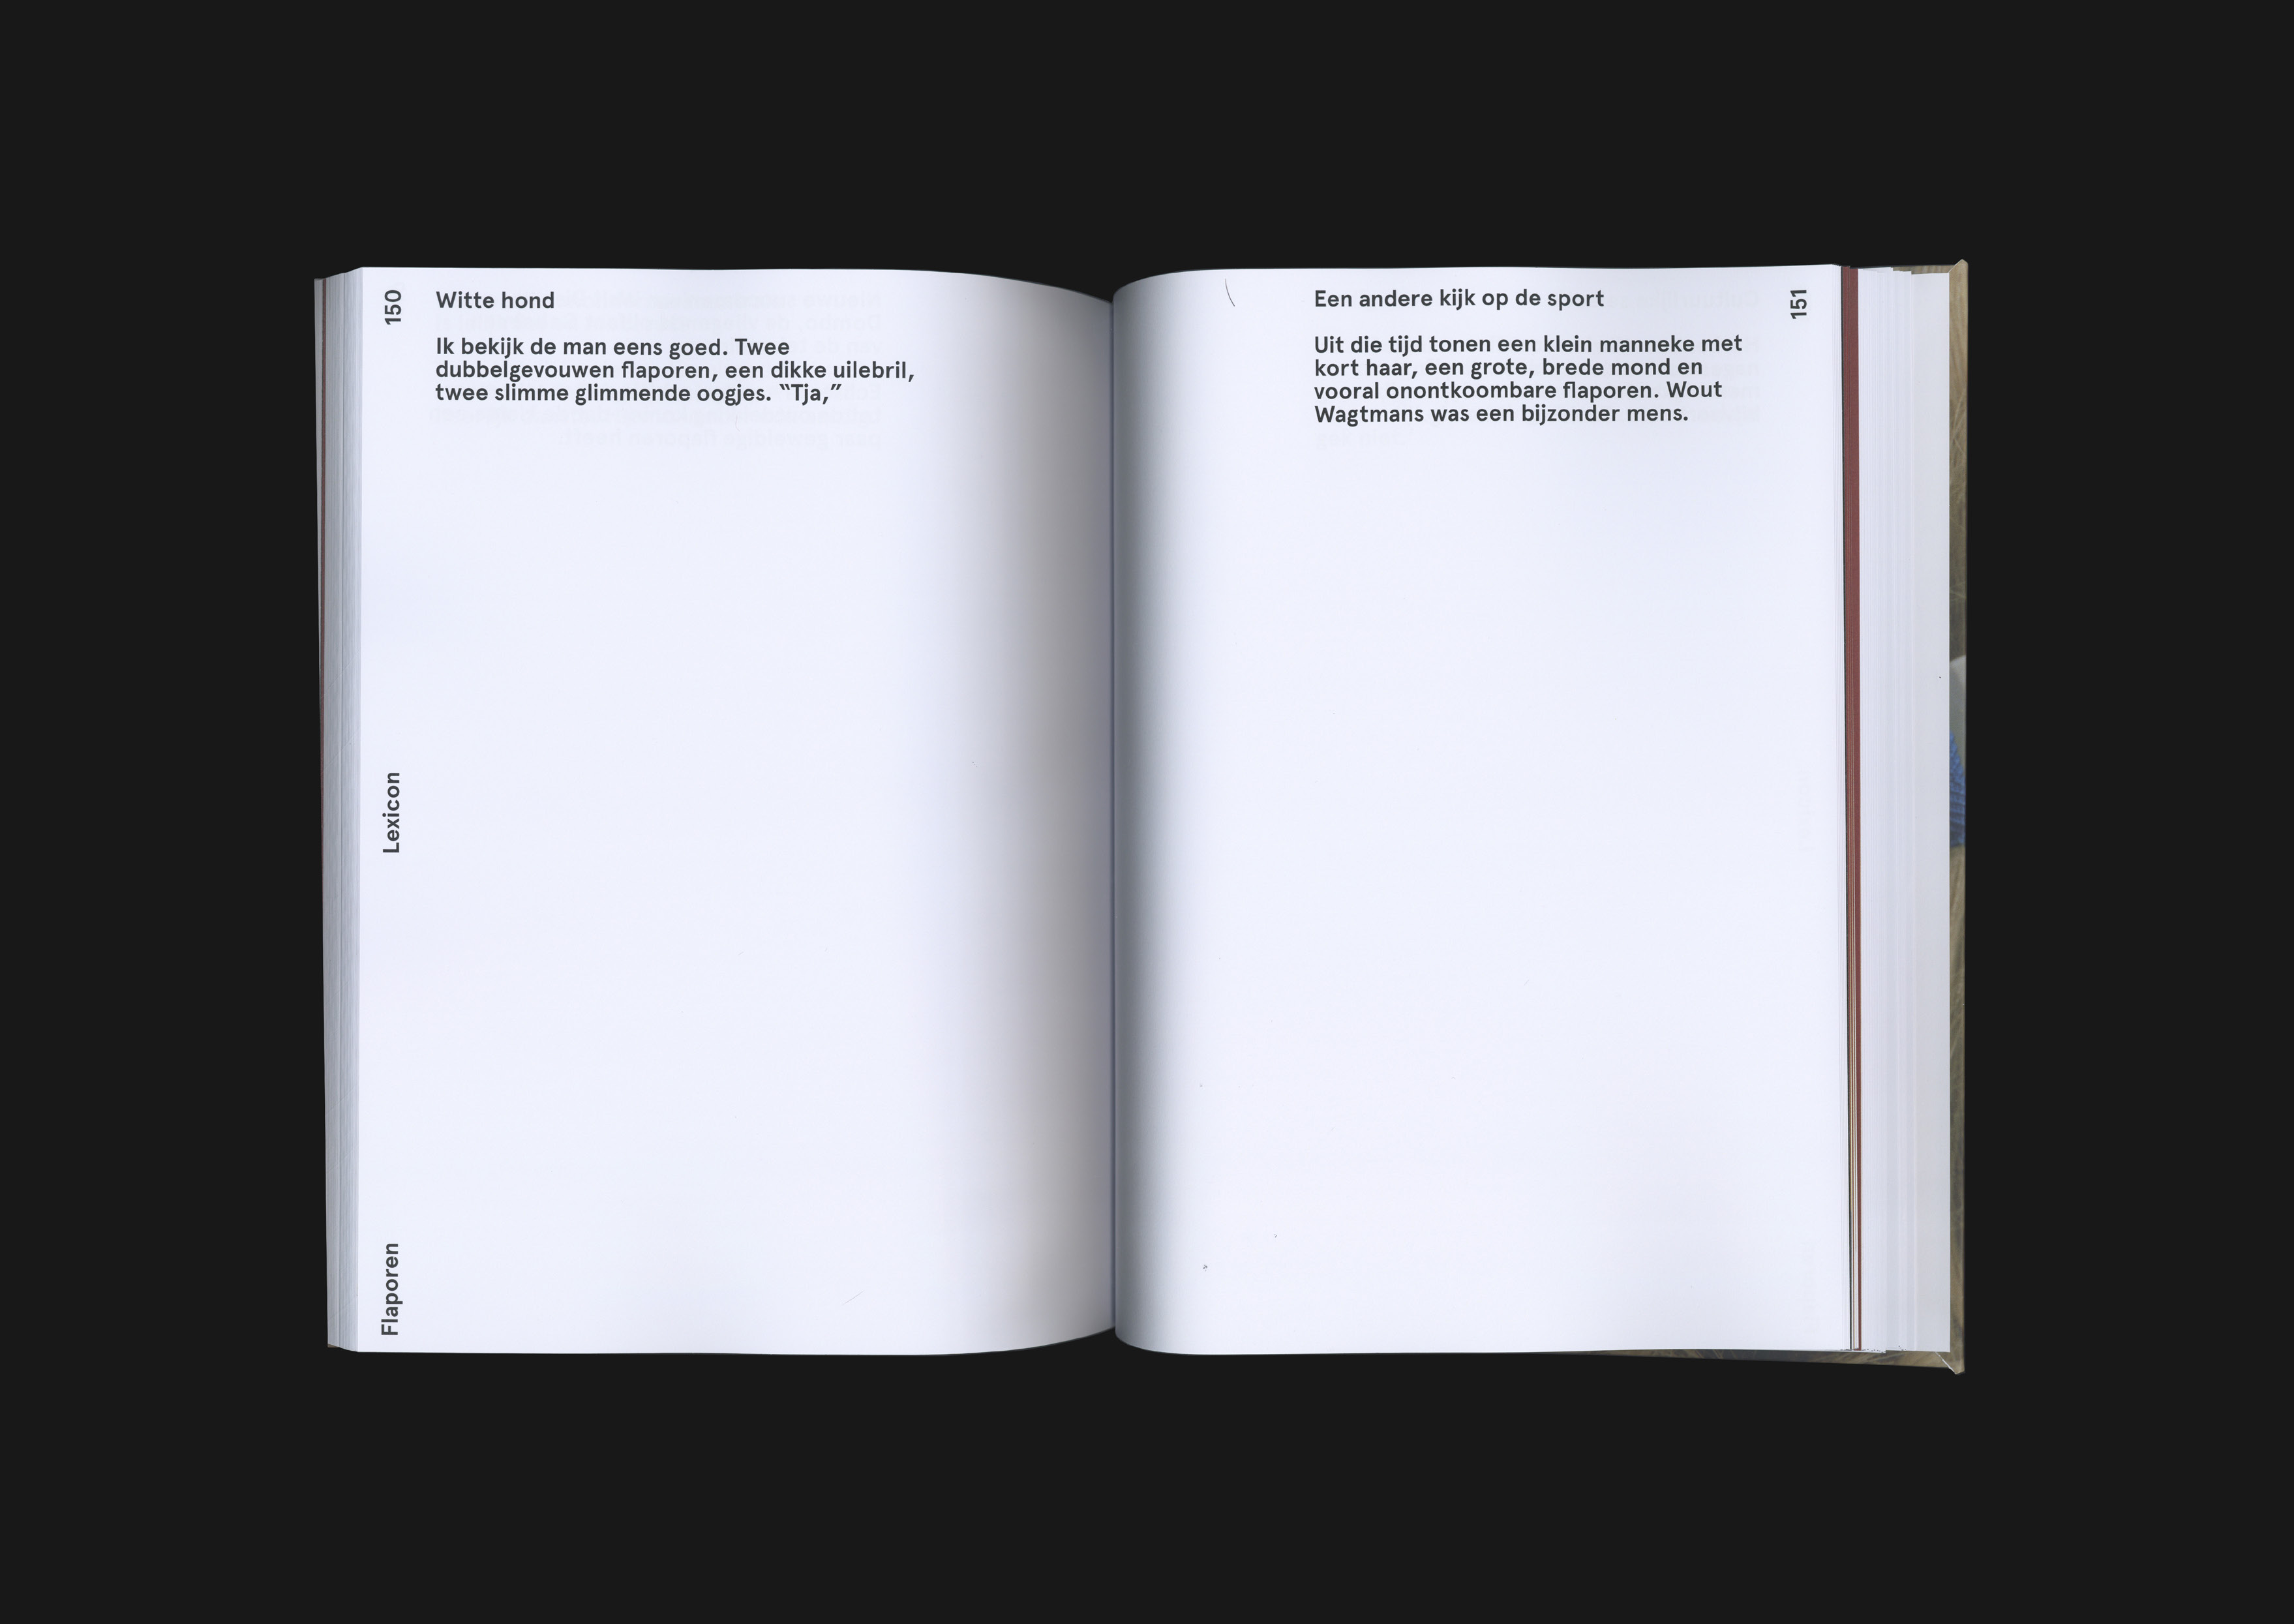 150
Witte hond
Ik bekijk de man eens goed. Twee
dubbelgevouwen flaporen, een dikke uilebril,
twee slimme glimmende oogjes. “Tja,”
Lexicon
Flaporen
Een andere kijk op de sport
151
Uit die tijd tonen een klein manneke met
kort haar, een grote, brede mond en
vooral onontkoombare flaporen. Wout
Wagtmans was een bijzonder mens.